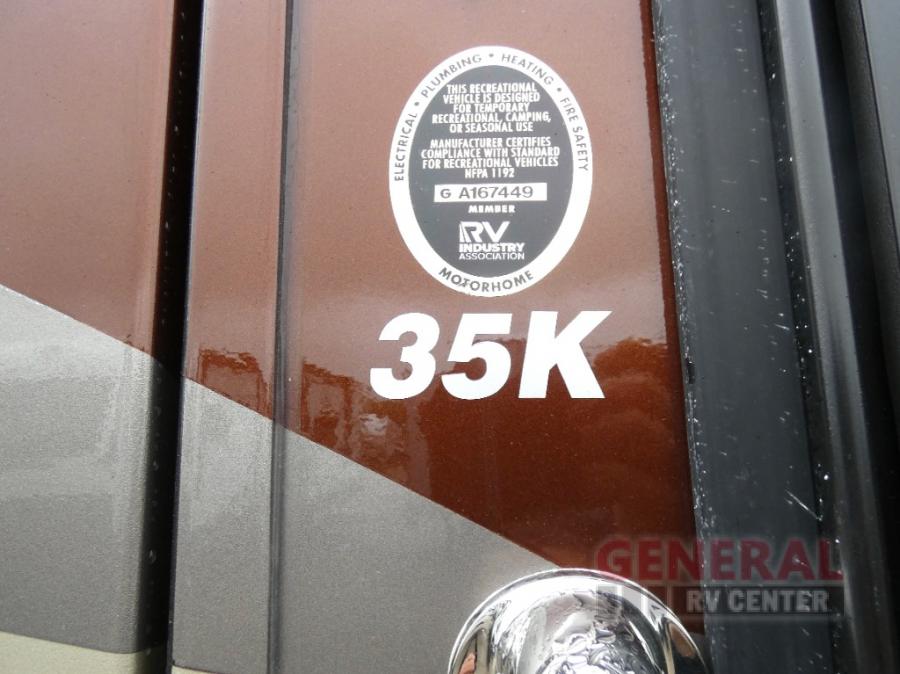 ELECTRICAL • PLUMBING • HEATING • FIRE SAFETY
THIS RECREATIONAL
VEHICLE IS DESIGNED
FOR TEMPORARY
RECREATIONAL, CAMPING,
OR SEASONAL USE
MANUFACTURER CERTIFIES
COMPLIANCE WITH STANDARD
FOR RECREATIONAL VEHICLES
NFPA 1192
G A167449
MEMBER
RV
INDUSTRY
ASSOCIATION
MOTORHOME
35K
GENERAL
RV CENTER